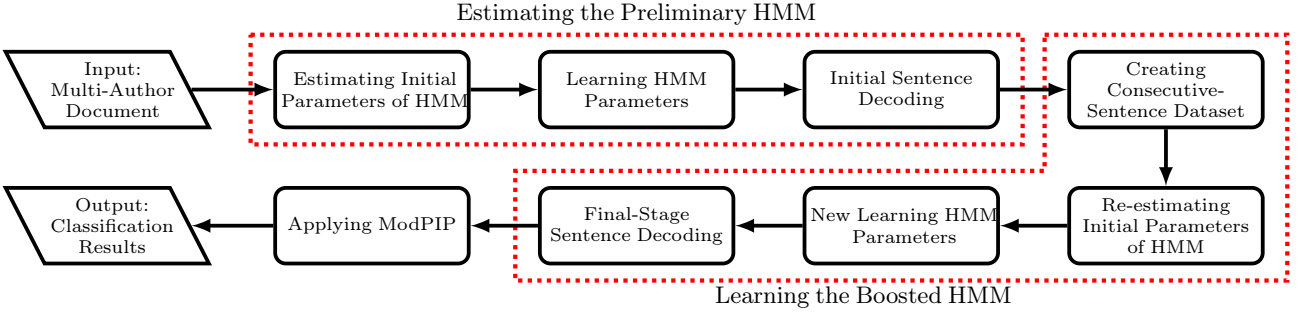 Estimating the Preliminary HMM
Input:
Multi-Author
Document
Estimating Initial
Parameters of HMM
Learning HMM
Parameters
Initial Sentence
Decoding
Creating
Consecutive-
Sentence Dataset
Re-estimating
Initial Parameters
of HMM
New Learning HMM
Parameters
Final-Stage
Sentence Decoding
Applying ModPIP
Output:
Classification
Results
Learning the Boosted HMM